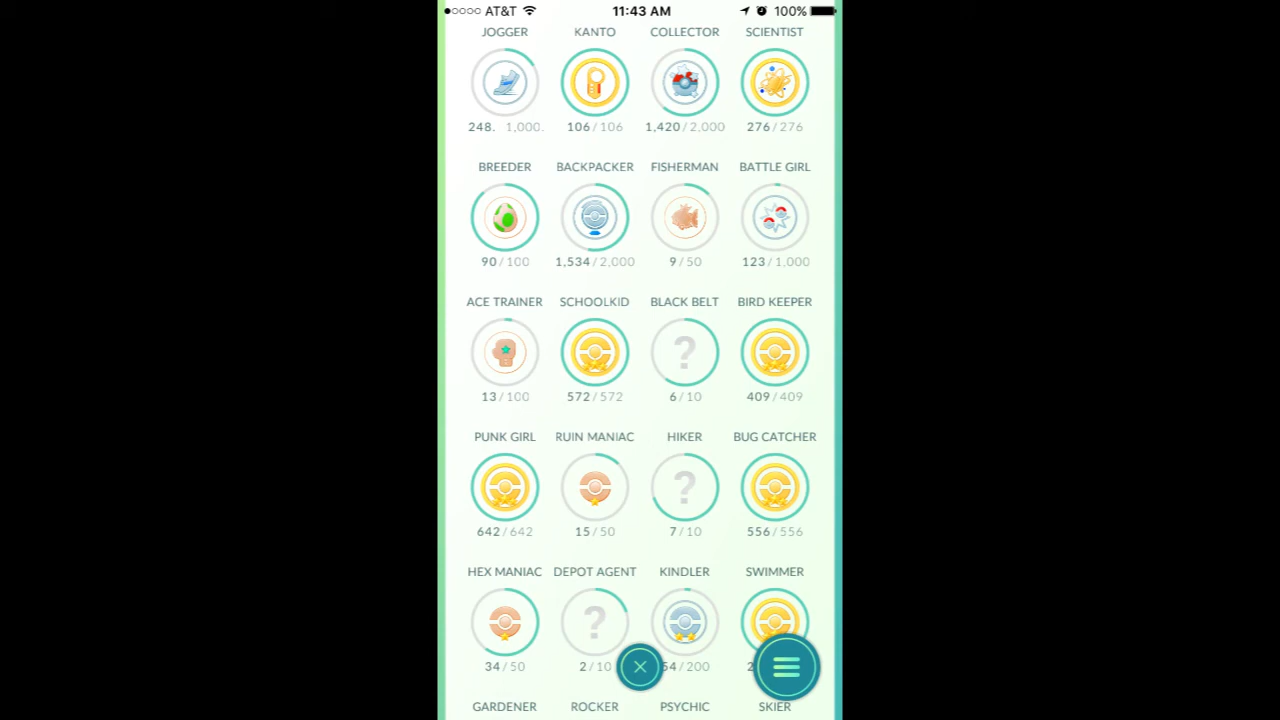 AT&T 11:43 AM 100%
JOGGER KANTO COLLECTOR SCIENTIST
248. 1,000. 106/106 1,420/2,000 276/276
BREEDER BACKPACKER FISHERMAN BATTLE GIRL
90/100 1,534/2,000 9/50 123/1,000
ACE TRAINER SCHOOLKID BLACK BELT BIRD KEEPER
? 
13/100 572/572 6/10 409/409
PUNK GIRL RUIN MANIAC HIKER BUG CATCHER
?
642/642 15/50 7/10 556/556
HEX MANIAC DEPOT AGENT KINDLER SWIMMER
?
34/50 2/10 54/200 2
GARDENER ROCKER PSYCHIC SKIER